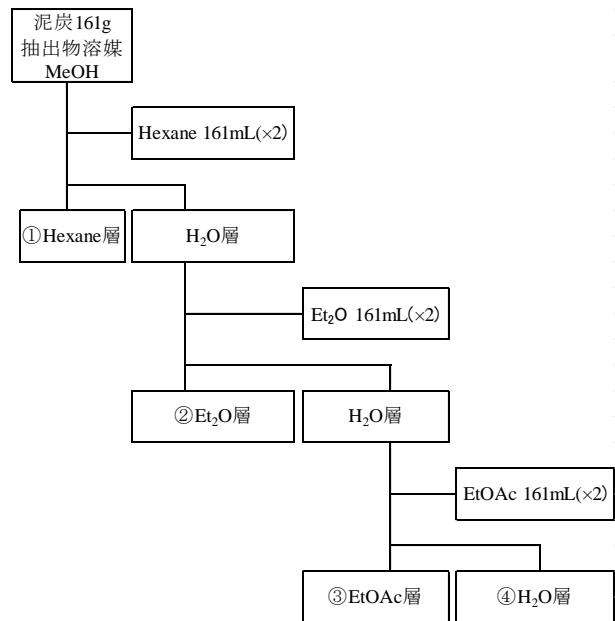 泥炭161g
抽出物溶媒
MeOH
Hexane 161mL(×2)
①Hexane層
H₂O層
Et₂O 161mL(×2)
②Et₂O層
H₂O層
EtOAc 161mL(×2)
③EtOAc層
④H₂O層